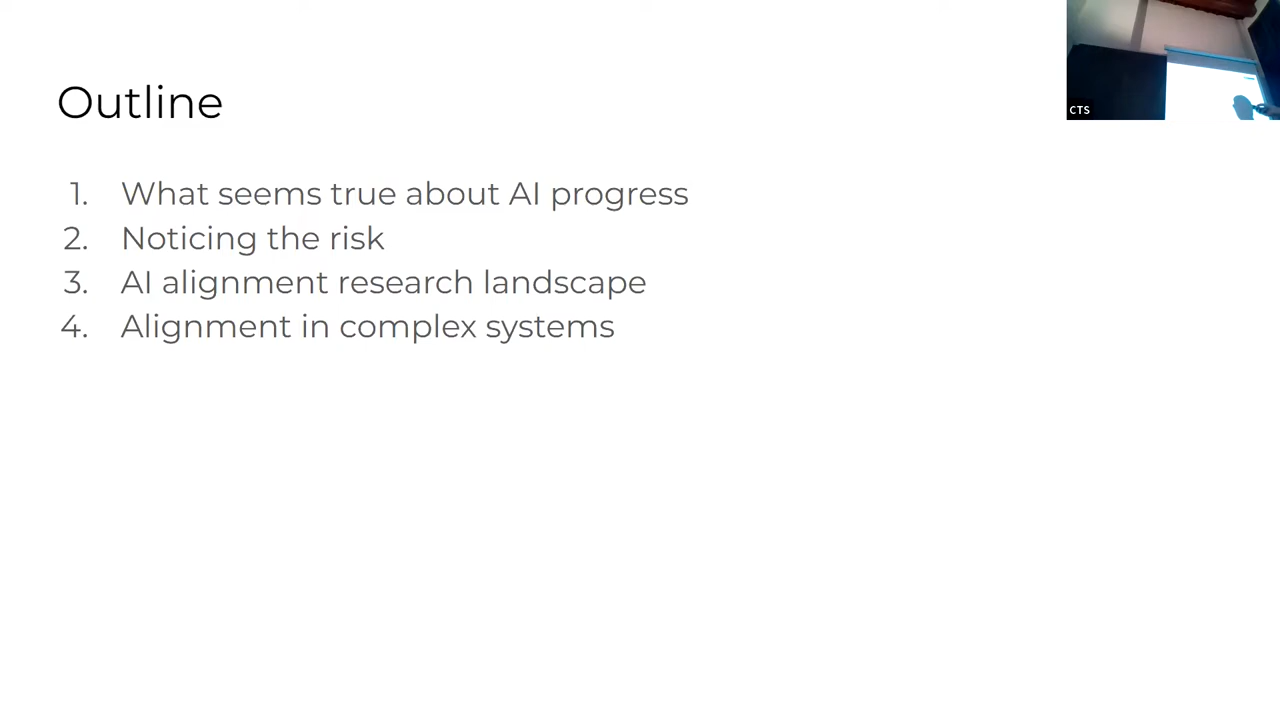 Outline
1. What seems true about AI progress
2. Noticing the risk
3. AI alignment research landscape
4. Alignment in complex systems
CTS